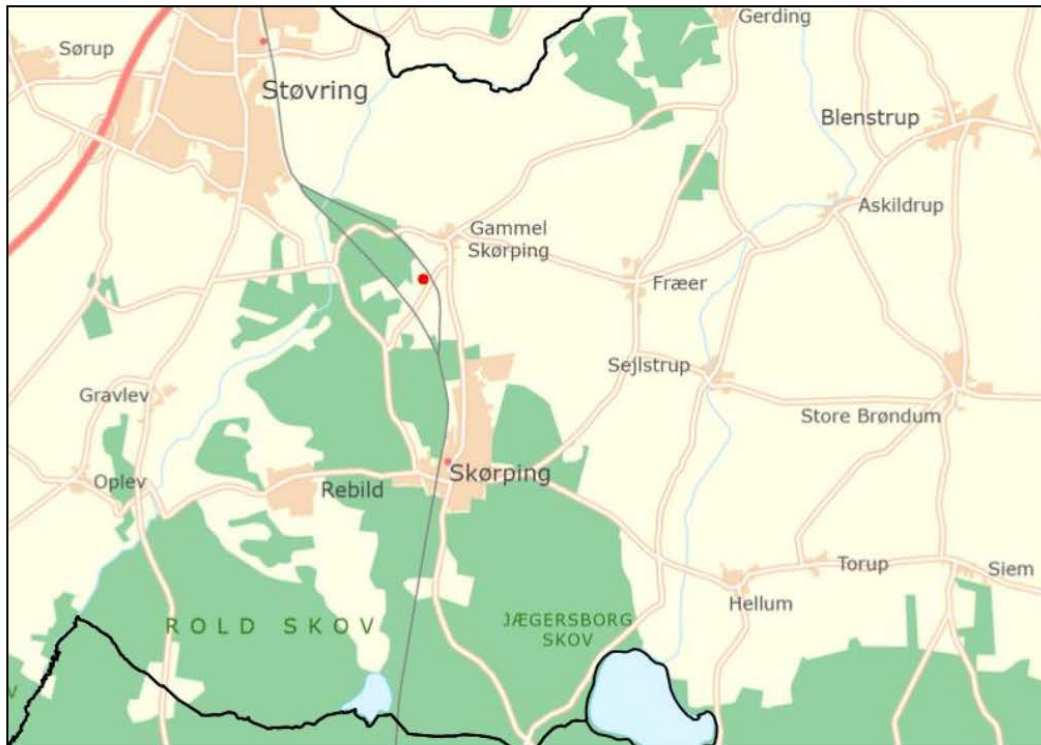 Gerding
Sørup
Støvring
Blenstrup
Askildrup
Gammel
Skørping
Fræer
Sejlstrup
Gravlev
Store Brøndum
Skørping
Oplev
Rebild
Torup
Siem
Hellum
ROLD SKOV
JÆGERSBORG
SKOV
V